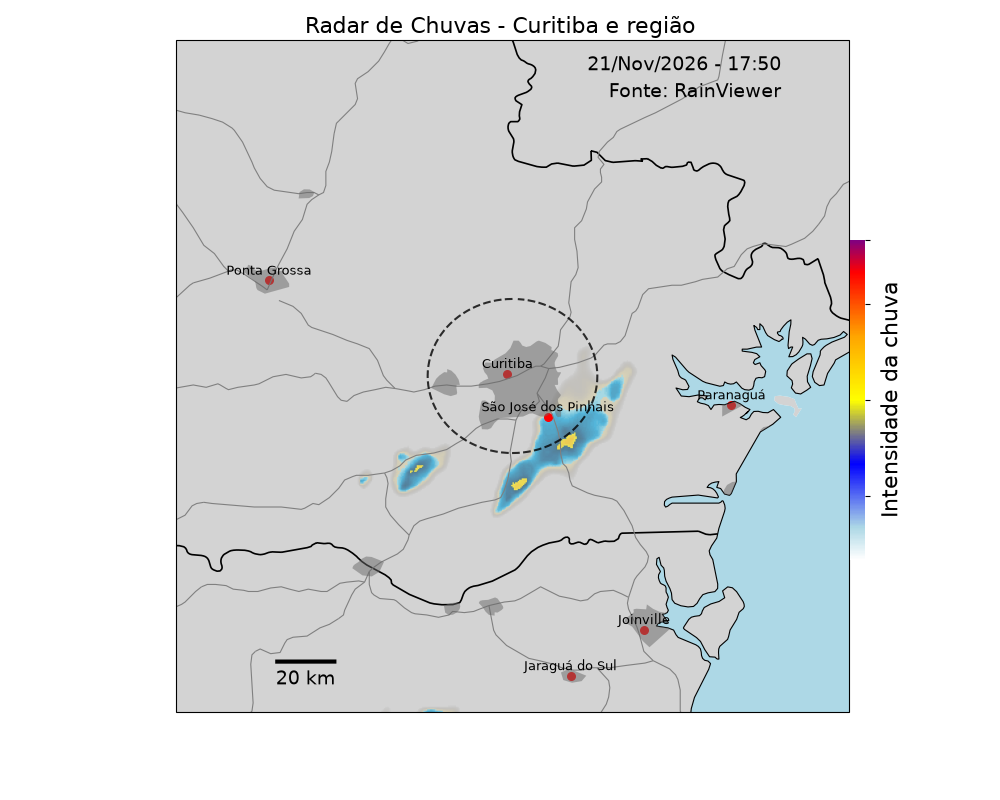 Radar de Chuvas - Curitiba e região
21/Nov/2026 - 17:50
Fonte: RainViewer
Ponta Grossa
Curitiba
Paranaguá
São José dos Pinhais
Intensidade da chuva
Joinville
Jaraguá do Sul
20 km